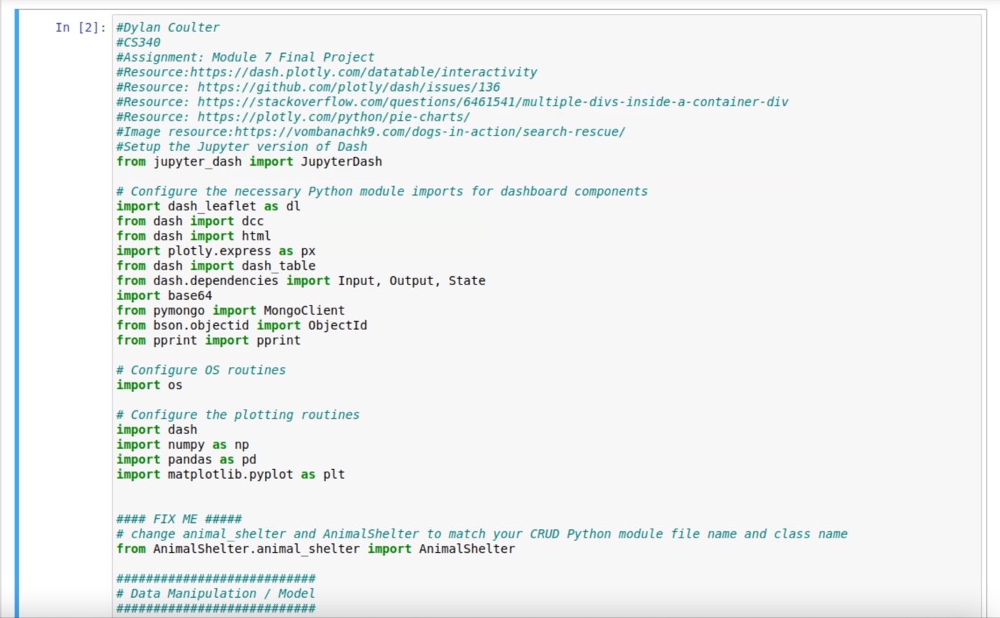 In [2]:
#Dylan Coulter
#CS340
#Assignment: Module 7 Final Project
#Resource:https://dash.plotly.com/datatable/interactivity
#Resource: https://github.com/plotly/dash/issues/136
#Resource: https://stackoverflow.com/questions/6461541/multiple-divs-inside-a-container-div
#Resource: https://plotly.com/python/pie-charts/
#Image resource:https://vombanachk9.com/dogs-in-action/search-rescue/
#Setup the Jupyter version of Dash
from jupyter_dash import JupyterDash

# Configure the necessary Python module imports for dashboard components
import dash_leaflet as dl
from dash import dcc
from dash import html
import plotly.express as px
from dash import dash_table
from dash.dependencies import Input, Output, State
import base64
from pymongo import MongoClient
from bson.objectid import ObjectId
from pprint import pprint

# Configure OS routines
import os

# Configure the plotting routines
import dash
import numpy as np
import pandas as pd
import matplotlib.pyplot as plt

#### FIX ME #####
# change animal_shelter and AnimalShelter to match your CRUD Python module file name and class name
from AnimalShelter.animal_shelter import AnimalShelter

###########################
# Data Manipulation / Model
###########################